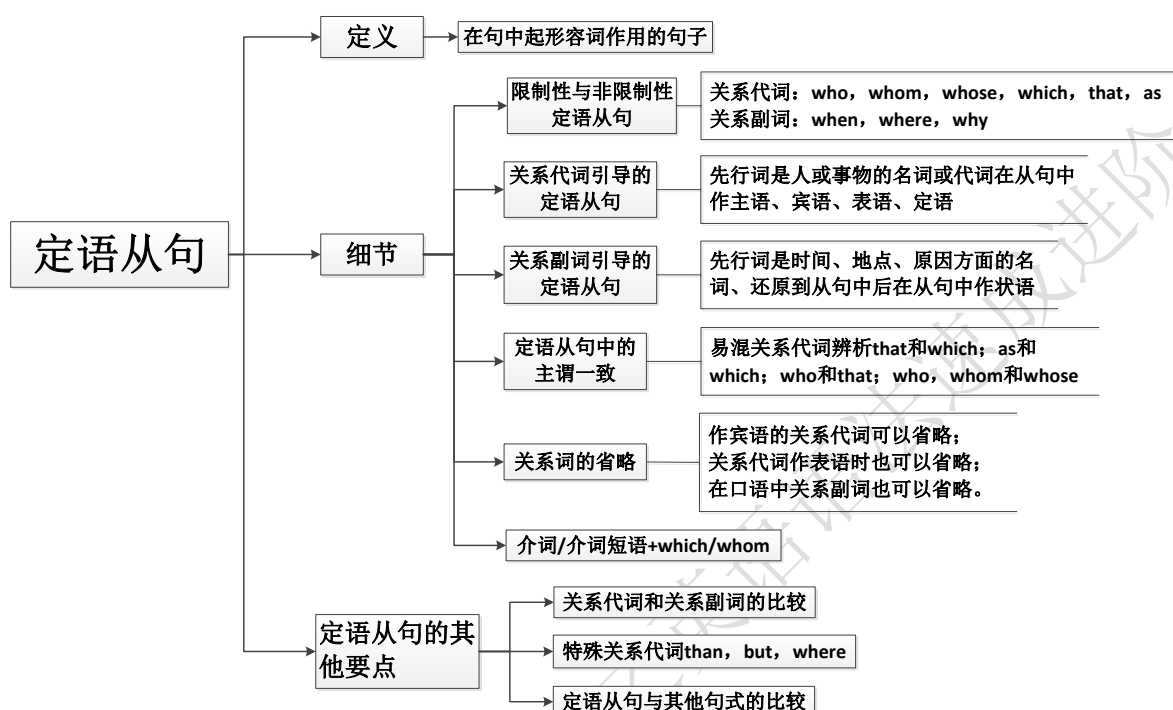 定语从句
定义
在句中起形容词作用的句子
细节
限制性与非限制性
定语从句
关系代词：who，whom，whose，which，that，as
关系副词：when，where，why
关系代词引导的
定语从句
先行词是人或事物的名词或代词在从句中
作主语、宾语、表语、定语
关系副词引导的
定语从句
先行词是时间、地点、原因方面的名
词、还原到从句中后在从句中作状语
定语从句中的
主谓一致
易混关系代词辨析that和which；as和
which；who和that；who，whom和whose
关系词的省略
作宾语的关系代词可以省略；
关系代词作表语时也可以省略；
在口语中关系副词也可以省略。
介词/介词短语+which/whom
定语从句的其
他要点
关系代词和关系副词的比较
特殊关系代词than，but，where
定语从句与其他句式的比较
英语语法速成进阶